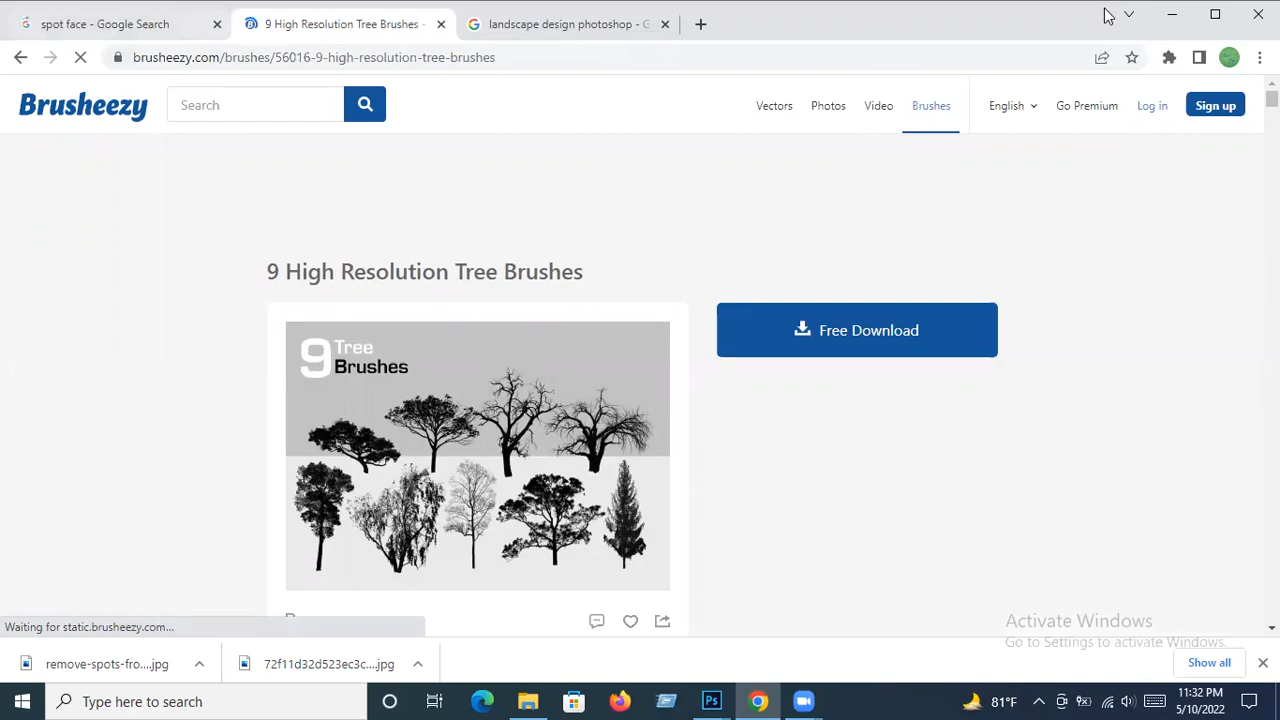 spot face - Google Search
9 High Resolution Tree Brushes -
landscape design photoshop - G
brusheezy.com/brushes/56016-9-high-resolution-tree-brushes
Brusheezy
Search
Vectors
Photos
Video
Brushes
English
Go Premium
Log in
Sign up
9 High Resolution Tree Brushes
Free Download
9 Tree
Brushes
Activate Windows
Go to Settings to activate Windows.
Waiting for static.brusheezy.com...
remove-spots-fro....jpg
72f11d32d523ec3c....jpg
Show all
Type here to search
Ps
81°F
11:32 PM
5/10/2022